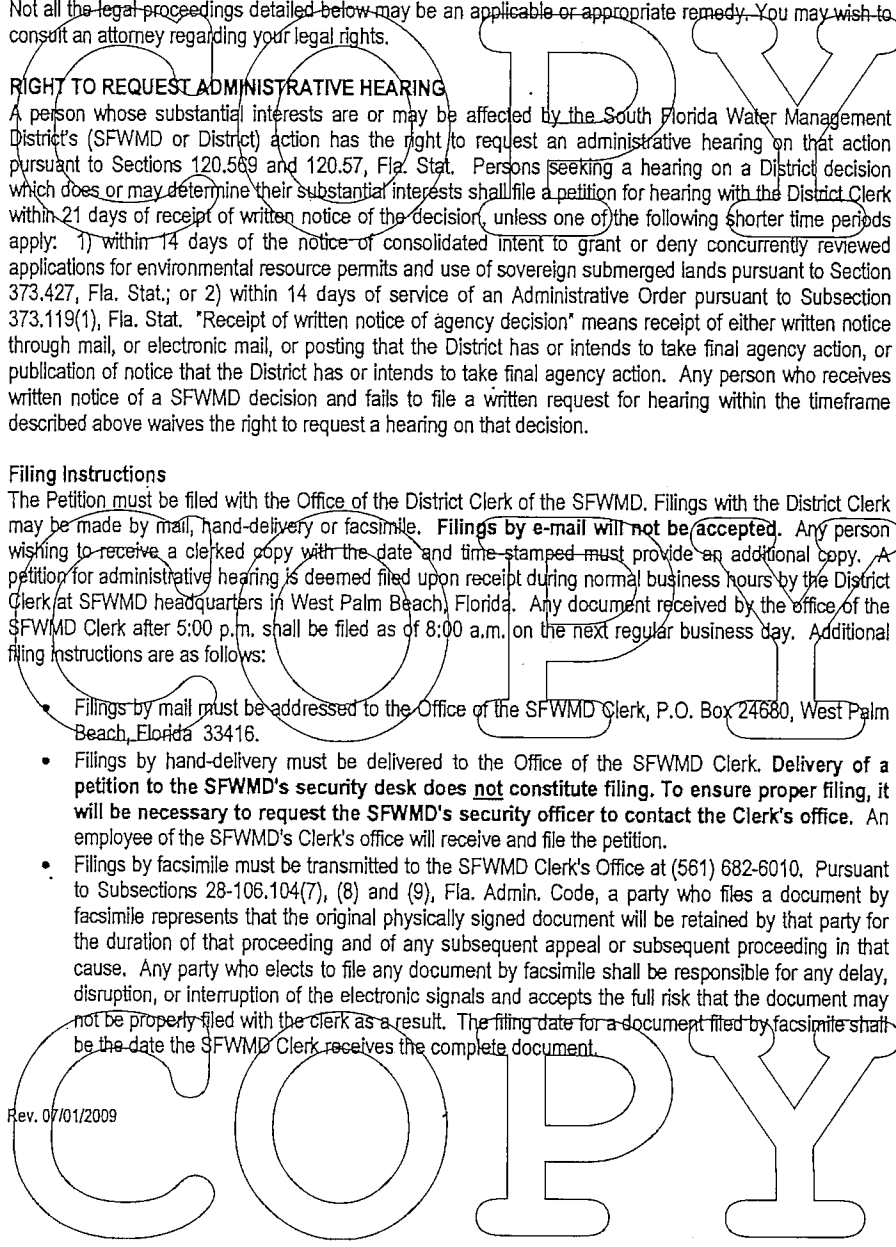 Not all the legal proceedings detailed below may be an applicable or appropriate remedy. You may wish to
consult an attorney regarding your legal rights.
RIGHT TO REQUEST ADMINISTRATIVE HEARING
A person whose substantial interests are or may be affected by the South Florida Water Management
District's (SFWMD or District) action has the right to request an administrative hearing on that action
pursuant to Sections 120.569 and 120.57, Fla. Stat. Persons seeking a hearing on a District decision
which does or may determine their substantial interests shall file a petition for hearing with the District Clerk
within 21 days of receipt of written notice of the decision, unless one of the following shorter time periods
apply: 1) within 14 days of the notice of consolidated intent to grant or deny concurrently reviewed
applications for environmental resource permits and use of sovereign submerged lands pursuant to Section
373.427, Fla. Stat.; or 2) within 14 days of service of an Administrative Order pursuant to Subsection
373.119(1), Fla. Stat. "Receipt of written notice of agency decision" means receipt of either written notice
through mail, or electronic mail, or posting that the District has or intends to take final agency action, or
publication of notice that the District has or intends to take final agency action. Any person who receives
written notice of a SFWMD decision and fails to file a written request for hearing within the timeframe
described above waives the right to request a hearing on that decision.
Filing Instructions
The Petition must be filed with the Office of the District Clerk of the SFWMD. Filings with the District Clerk
may be made by mail, hand-delivery or facsimile. Filings by e-mail will not be accepted. Any person
wishing to receive a clerked copy with the date and time stamped must provide an additional copy. A
petition for administrative hearing is deemed filed upon receipt during normal business hours by the District
Clerk at SFWMD headquarters in West Palm Beach, Florida. Any document received by the office of the
SFWMD Clerk after 5:00 p.m. shall be filed as of 8:00 a.m. on the next regular business day. Additional
filing instructions are as follows:
• Filings by mail must be addressed to the Office of the SFWMD Clerk, P.O. Box 24680, West Palm
Beach, Florida 33416.
• Filings by hand-delivery must be delivered to the Office of the SFWMD Clerk. Delivery of a
petition to the SFWMD's security desk does not constitute filing. To ensure proper filing, it
will be necessary to request the SFWMD's security officer to contact the Clerk's office. An
employee of the SFWMD's Clerk's office will receive and file the petition.
• Filings by facsimile must be transmitted to the SFWMD Clerk's Office at (561) 682-6010. Pursuant
to Subsections 28-106.104(7), (8) and (9), Fla. Admin. Code, a party who files a document by
facsimile represents that the original physically signed document will be retained by that party for
the duration of that proceeding and of any subsequent appeal or subsequent proceeding in that
cause. Any party who elects to file any document by facsimile shall be responsible for any delay,
disruption, or interruption of the electronic signals and accepts the full risk that the document may
not be properly filed with the clerk as a result. The filing date for a document filed by facsimile shall
be the date the SFWMD Clerk receives the complete document.
Rev. 07/01/2009
COPY
COPY
COPY